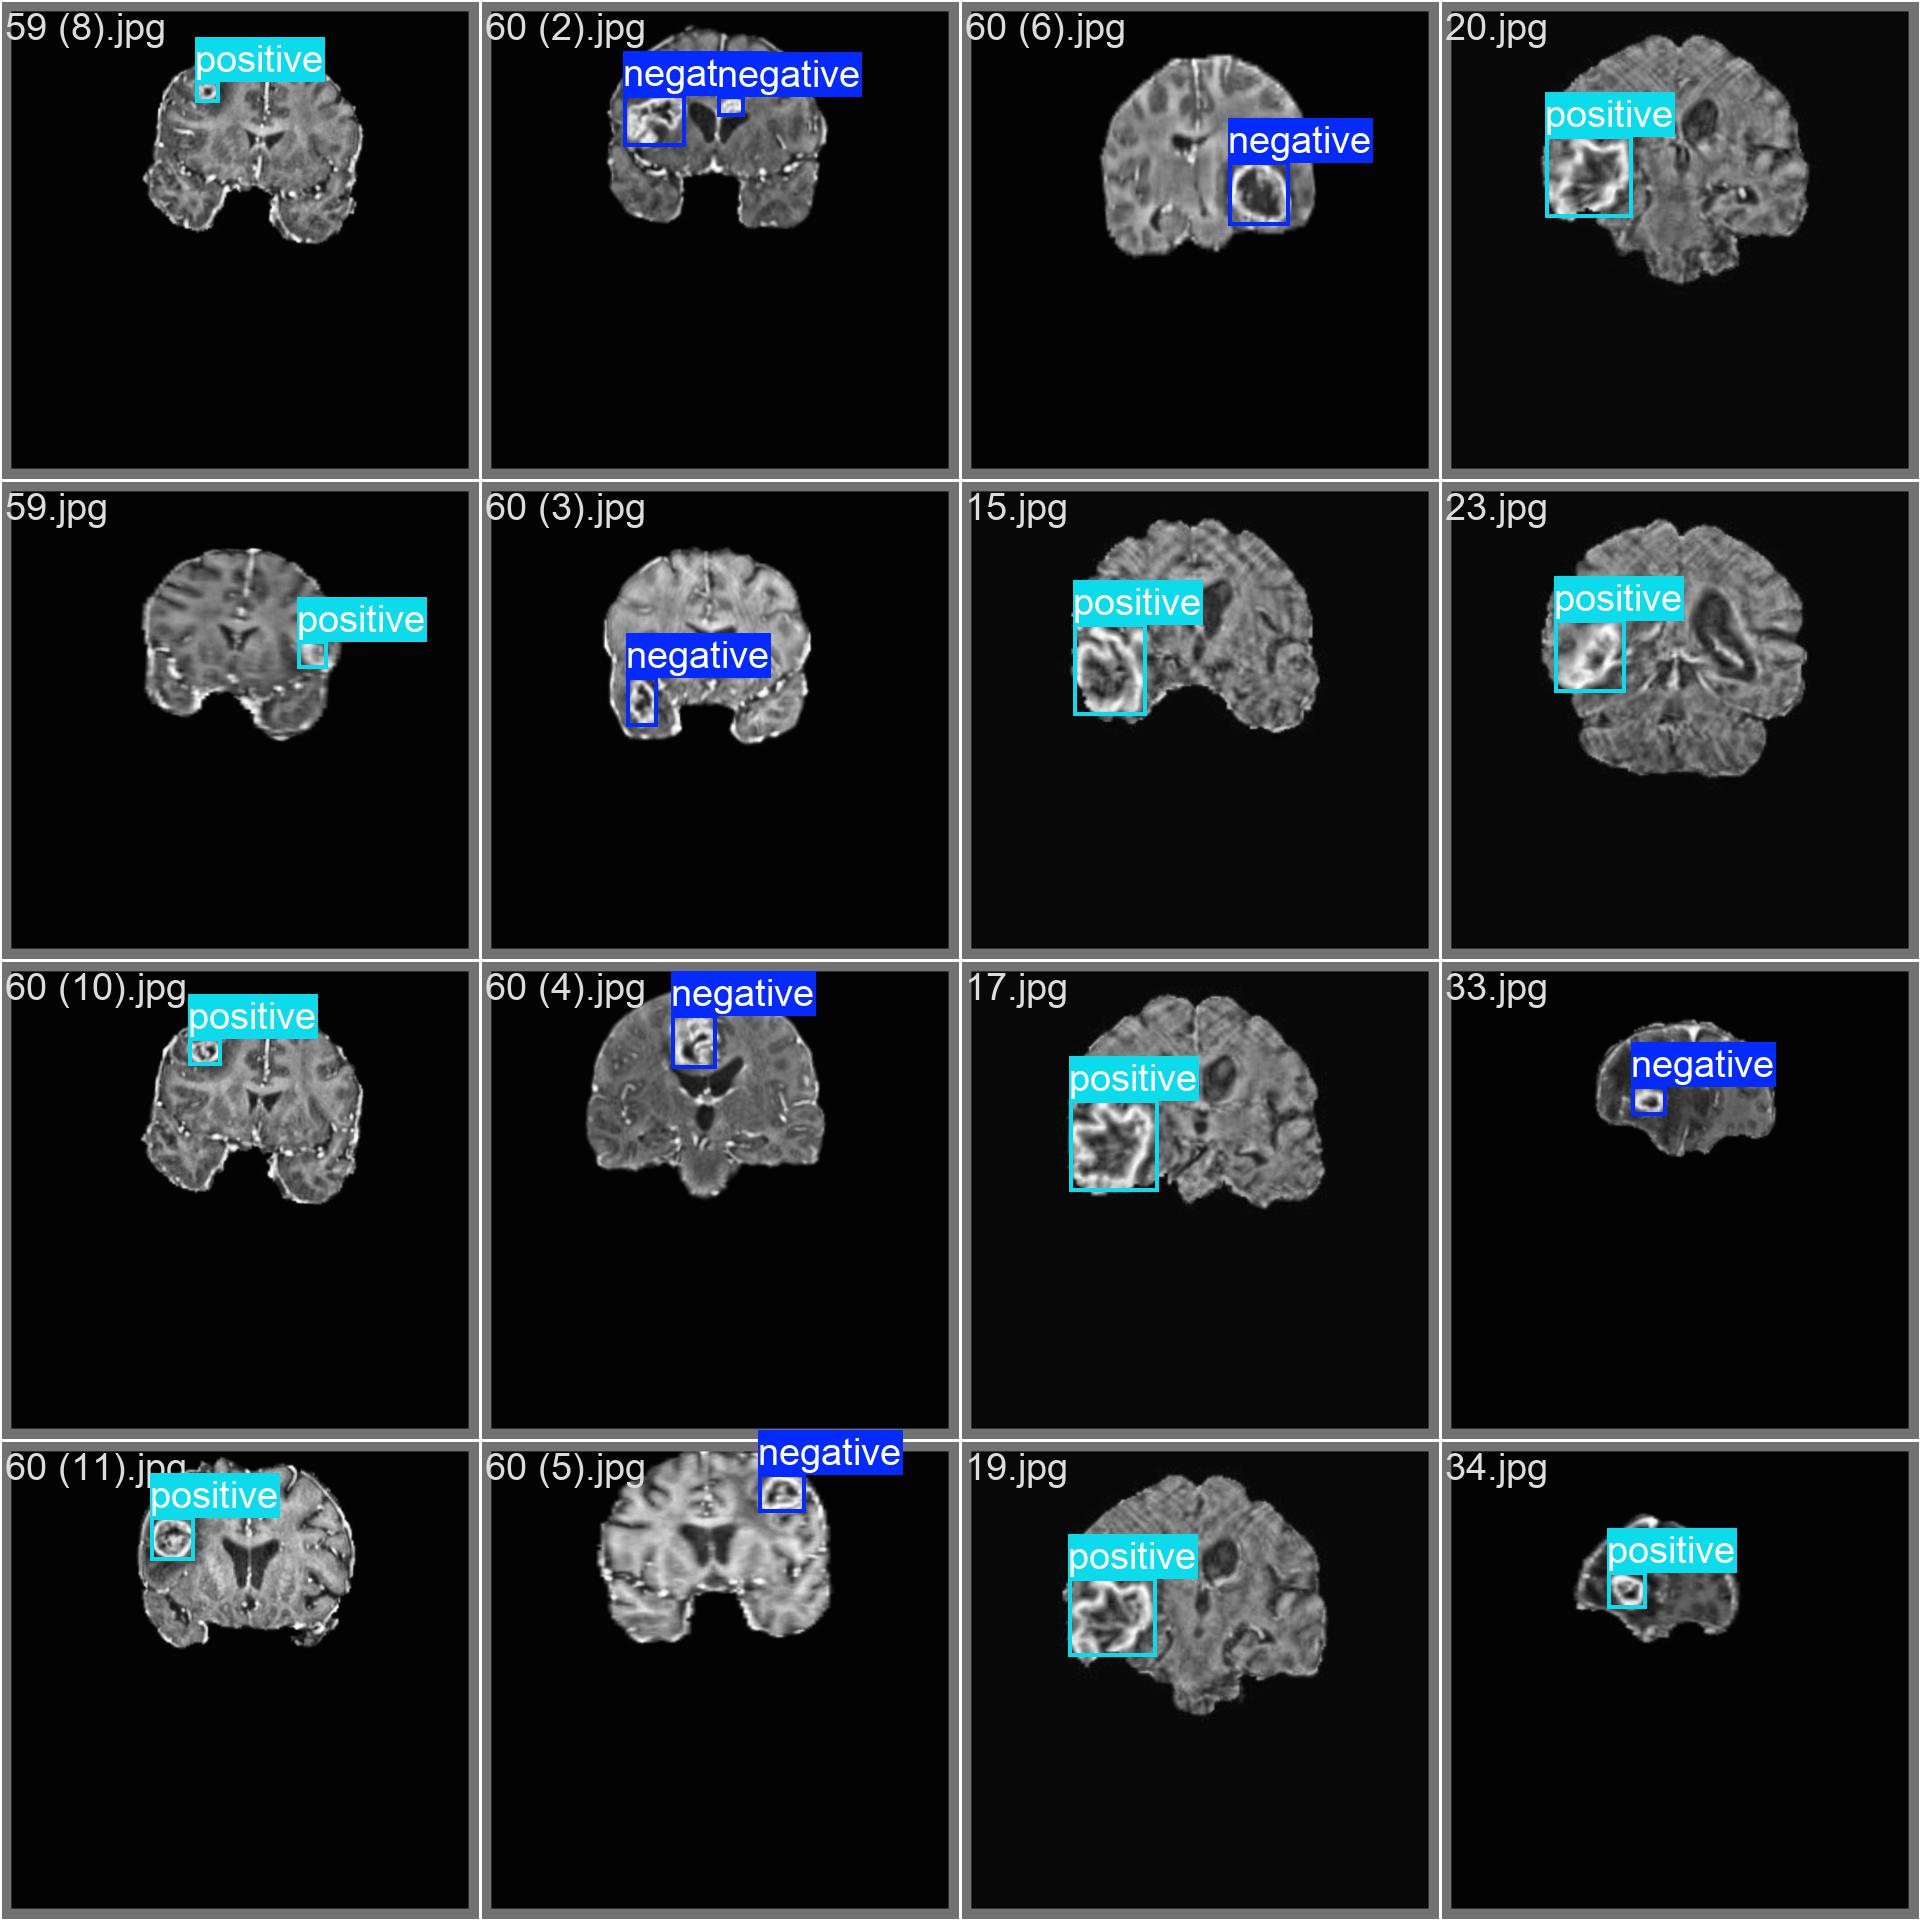 59 (8).jpg
positive
60 (2).jpg
negat
negative
60 (6).jpg
negative
20.jpg
positive
59.jpg
positive
60 (3).jpg
negative
15.jpg
positive
23.jpg
positive
60 (10).jpg
positive
60 (4).jpg
negative
17.jpg
positive
33.jpg
negative
60 (11).jpg
positive
60 (5).jpg
negative
19.jpg
positive
34.jpg
positive